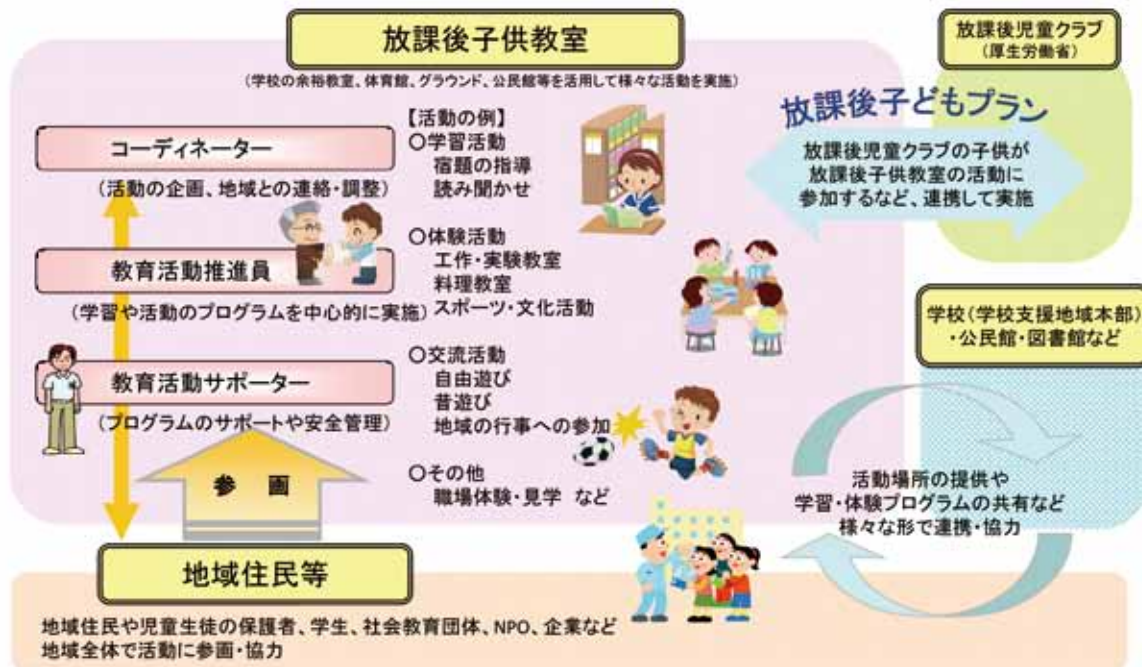 放課後子供教室
(学校の余裕教室、体育館、グラウンド、公民館等を活用して様々な活動を実施)
コーディネーター
(活動の企画、地域との連絡・調整)
教育活動推進員
(学習や活動のプログラムを中心的に実施)
教育活動サポーター
(プログラムのサポートや安全管理)
参 画
【活動の例】
○学習活動
宿題の指導
読み聞かせ
○体験活動
工作・実験教室
料理教室
スポーツ・文化活動
○交流活動
自由遊び
昔遊び
地域の行事への参加
○その他
職場体験・見学 など
放課後児童クラブ
(厚生労働省)
放課後子どもプラン
放課後児童クラブの子供が
放課後子供教室の活動に
参加するなど、連携して実施
学校(学校支援地域本部)
・公民館・図書館など
活動場所の提供や
学習・体験プログラムの共有など
様々な形で連携・協力
地域住民等
地域住民や児童生徒の保護者、学生、社会教育団体、NPO、企業など
地域全体で活動に参画・協力